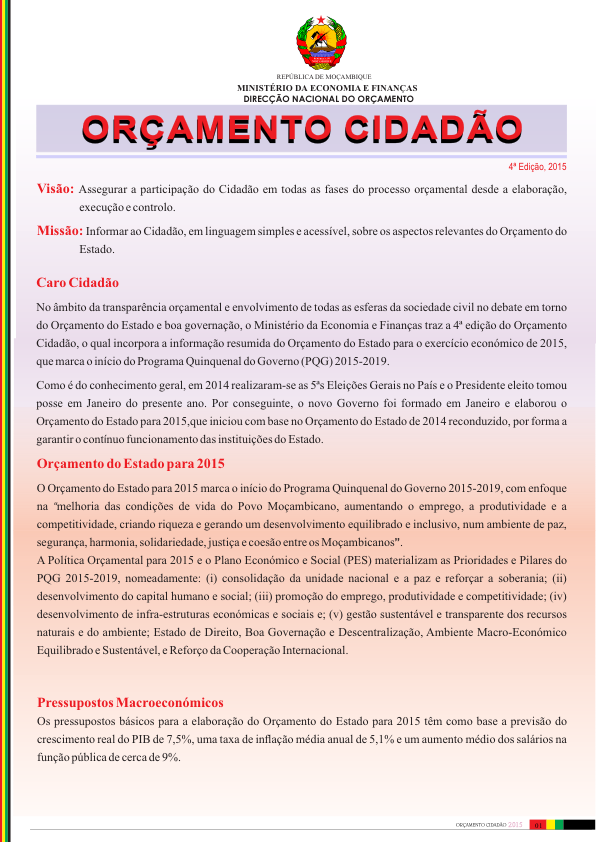 REPÚBLICA DE MOÇAMBIQUE
MINISTÉRIO DA ECONOMIA E FINANÇAS
DIRECÇÃO NACIONAL DO ORÇAMENTO
ORÇAMENTO CIDADÃO
4ª Edição, 2015
Visão: Assegurar a participação do Cidadão em todas as fases do processo orçamental desde a elaboração,
execução e controlo.
Missão: Informar ao Cidadão, em linguagem simples e acessível, sobre os aspectos relevantes do Orçamento do
Estado.
Caro Cidadão
No âmbito da transparência orçamental e envolvimento de todas as esferas da sociedade civil no debate em torno
do Orçamento do Estado e boa governação, o Ministério da Economia e Finanças traz a 4ª edição do Orçamento
Cidadão, o qual incorpora a informação resumida do Orçamento do Estado para o exercício económico de 2015,
que marca o início do Programa Quinquenal do Governo (PQG) 2015-2019.
Como é do conhecimento geral, em 2014 realizaram-se as 5ªs Eleições Gerais no País e o Presidente eleito tomou
posse em Janeiro do presente ano. Por conseguinte, o novo Governo foi formado em Janeiro e elaborou o
Orçamento do Estado para 2015,que iniciou com base no Orçamento do Estado de 2014 reconduzido, por forma a
garantir o contínuo funcionamento das instituições do Estado.
Orçamento do Estado para 2015
O Orçamento do Estado para 2015 marca o início do Programa Quinquenal do Governo 2015-2019, com enfoque
na "melhoria das condições de vida do Povo Moçambicano, aumentando o emprego, a produtividade e a
competitividade, criando riqueza e gerando um desenvolvimento equilibrado e inclusivo, num ambiente de paz,
segurança, harmonia, solidariedade, justiça e coesão entre os Moçambicanos".
A Política Orçamental para 2015 e o Plano Económico e Social (PES) materializam as Prioridades e Pilares do
PQG 2015-2019, nomeadamente: (i) consolidação da unidade nacional e a paz e reforçar a soberania; (ii)
desenvolvimento do capital humano e social; (iii) promoção do emprego, produtividade e competitividade; (iv)
desenvolvimento de infra-estruturas económicas e sociais e; (v) gestão sustentável e transparente dos recursos
naturais e do ambiente; Estado de Direito, Boa Governação e Descentralização, Ambiente Macro-Económico
Equilibrado e Sustentável, e Reforço da Cooperação Internacional.
Pressupostos Macroeconómicos
Os pressupostos básicos para a elaboração do Orçamento do Estado para 2015 têm como base a previsão do
crescimento real do PIB de 7,5%, uma taxa de inflação média anual de 5,1% e um aumento médio dos salários na
função pública de cerca de 9%.
ORÇAMENTO CIDADÃO 2015 01